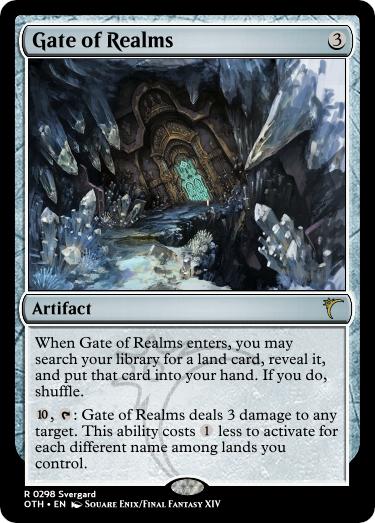 Gate of Realms
3
Artifact
When Gate of Realms enters, you may
search your library for a land card, reveal it,
and put that card into your hand. If you do,
shuffle.
10, : Gate of Realms deals 3 damage to any
target. This ability costs 1 less to activate for
each different name among lands you
control.
R 0298 Svergard
OTH • EN Square Enix/Final Fantasy XIV